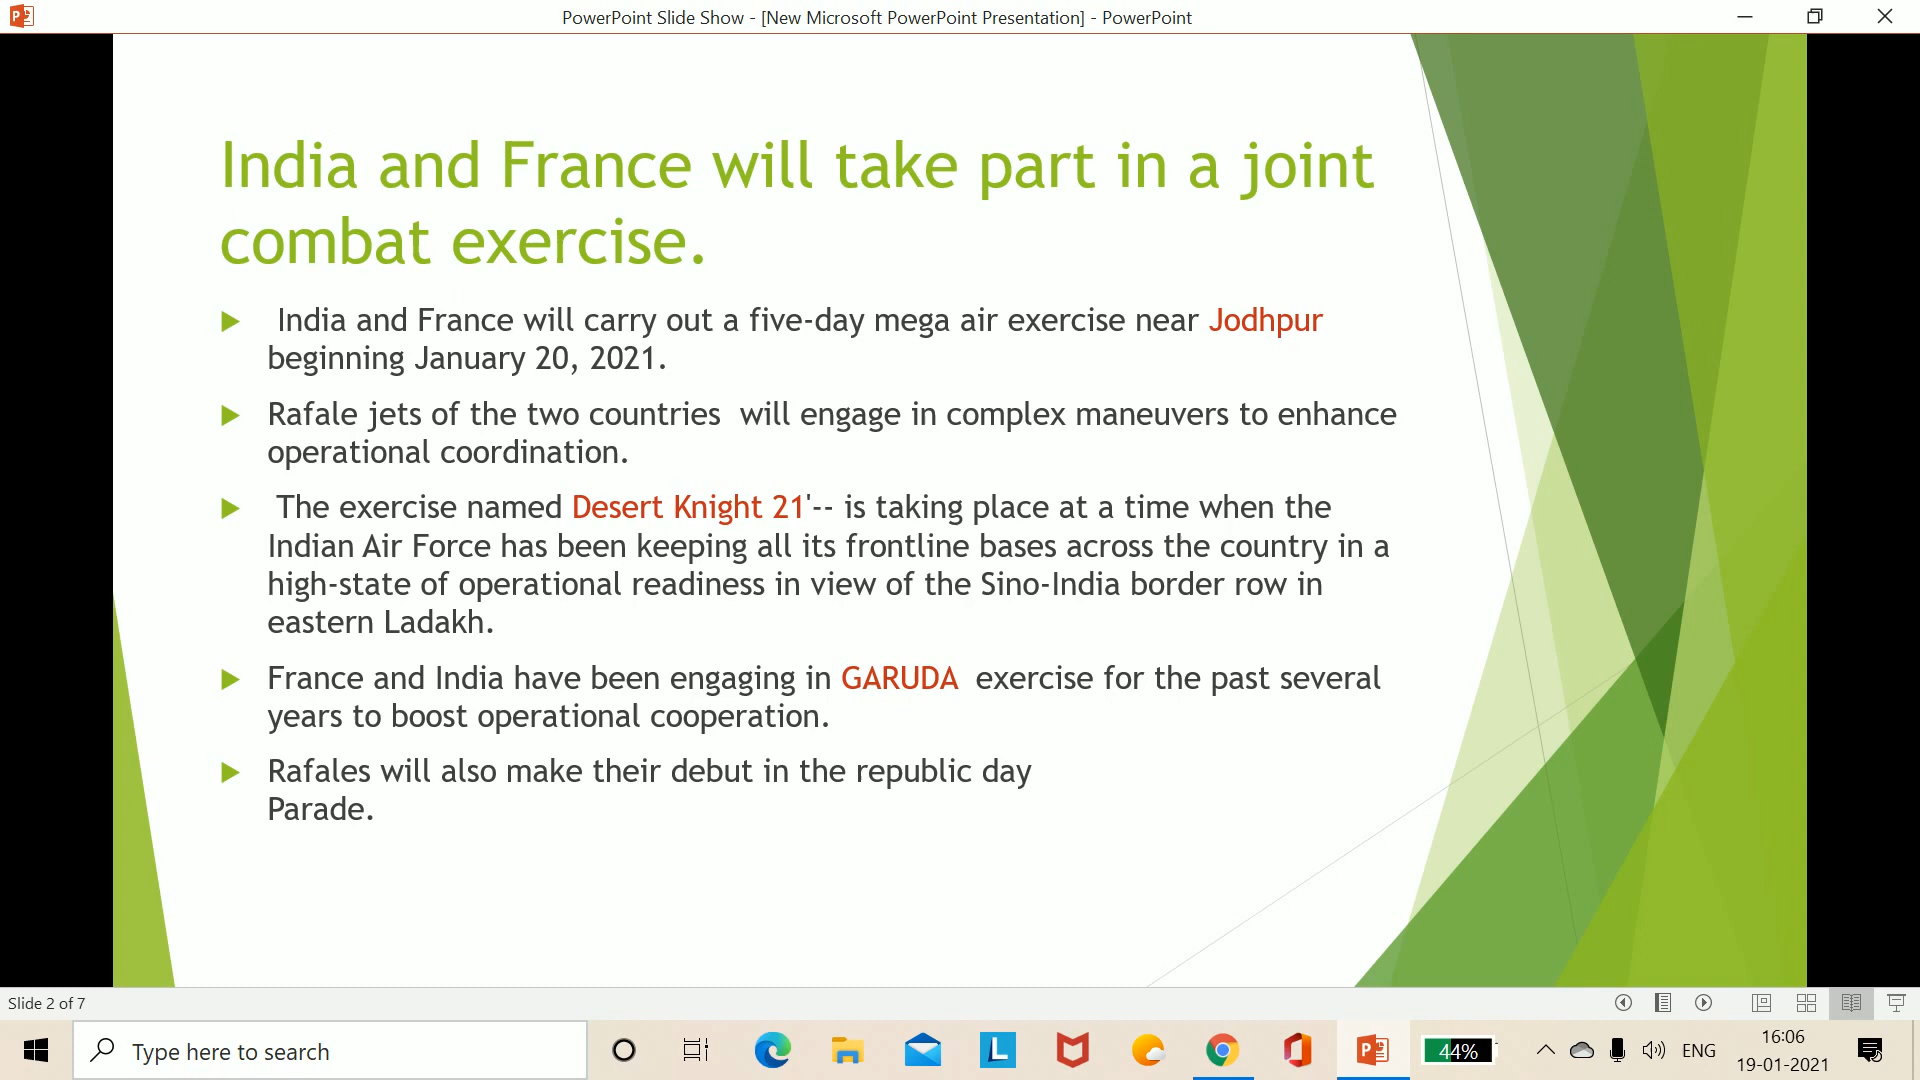 PowerPoint Slide Show - [New Microsoft PowerPoint Presentation] - PowerPoint
India and France will take part in a joint
combat exercise.
India and France will carry out a five-day mega air exercise near Jodhpur
beginning January 20, 2021.
Rafale jets of the two countries will engage in complex maneuvers to enhance
operational coordination.
The exercise named Desert Knight 21'-- is taking place at a time when the
Indian Air Force has been keeping all its frontline bases across the country in a
high-state of operational readiness in view of the Sino-India border row in
eastern Ladakh.
France and India have been engaging in GARUDA exercise for the past several
years to boost operational cooperation.
Rafales will also make their debut in the republic day
Parade.
Slide 2 of 7
Type here to search
L
44%
ENG
16:06
19-01-2021